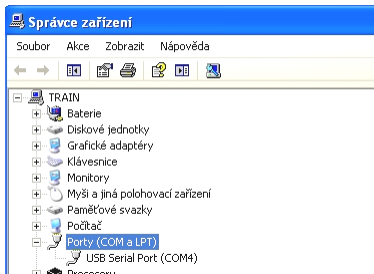 Správce zařízení
Soubor Akce Zobrazit Nápověda
TRAIN
Baterie
Diskové jednotky
Grafické adaptéry
Klávesnice
Monitory
Myši a jiná polohovací zařízení
Paměťové svazky
Počítač
Porty (COM a LPT)
USB Serial Port (COM4)
Procesory